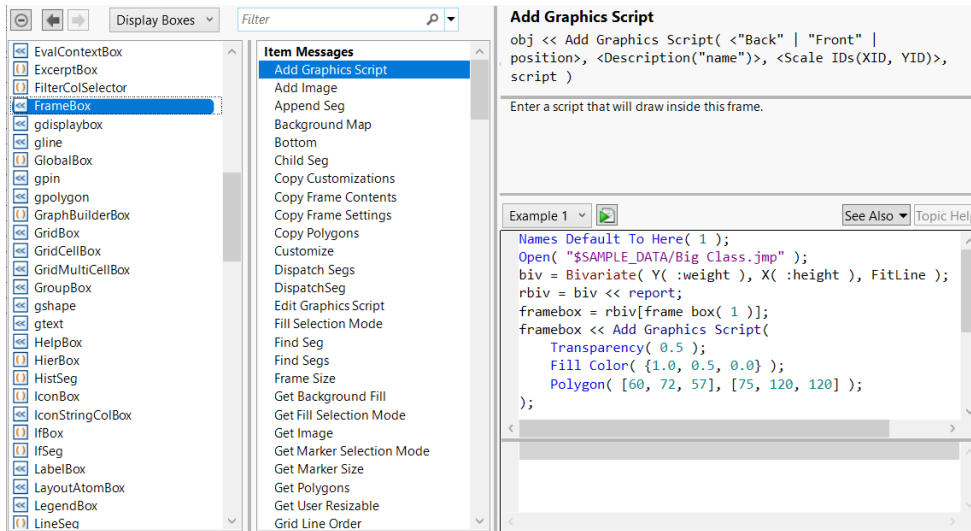 Display Boxes
Filter
EvalContextBox
ExcerptBox
FilterColSelector
FrameBox
gdisplaybox
gline
GlobalBox
gpin
gpolygon
GraphBuilderBox
GridBox
GridCellBox
GridMultiCellBox
GroupBox
gshape
gtext
HelpBox
HierBox
HistSeg
IconBox
IconStringColBox
IfBox
IfSeg
LabelBox
LayoutAtomBox
LegendBox
LineSeg
Item Messages
Add Graphics Script
Add Image
Append Seg
Background Map
Bottom
Child Seg
Copy Customizations
Copy Frame Contents
Copy Frame Settings
Copy Polygons
Customize
Dispatch Segs
DispatchSeg
Edit Graphics Script
Fill Selection Mode
Find Seg
Find Segs
Frame Size
Get Background Fill
Get Fill Selection Mode
Get Image
Get Marker Selection Mode
Get Marker Size
Get Polygons
Get User Resizable
Grid Line Order
Add Graphics Script
obj << Add Graphics Script( <"Back" | "Front" |
position>, <Description("name")>, <Scale IDs(XID, YID)>,
script )
Enter a script that will draw inside this frame.
Example 1
See Also
Topic Hel
Names Default To Here( 1 );
Open( "$SAMPLE_DATA/Big Class.jmp" );
biv = Bivariate( Y( :weight ), X( :height ), FitLine );
rbiv = biv << report;
framebox = rbiv[frame box( 1 )];
framebox << Add Graphics Script(
Transparency( 0.5 );
Fill Color( {1.0, 0.5, 0.0} );
Polygon( [60, 72, 57], [75, 120, 120] );
);